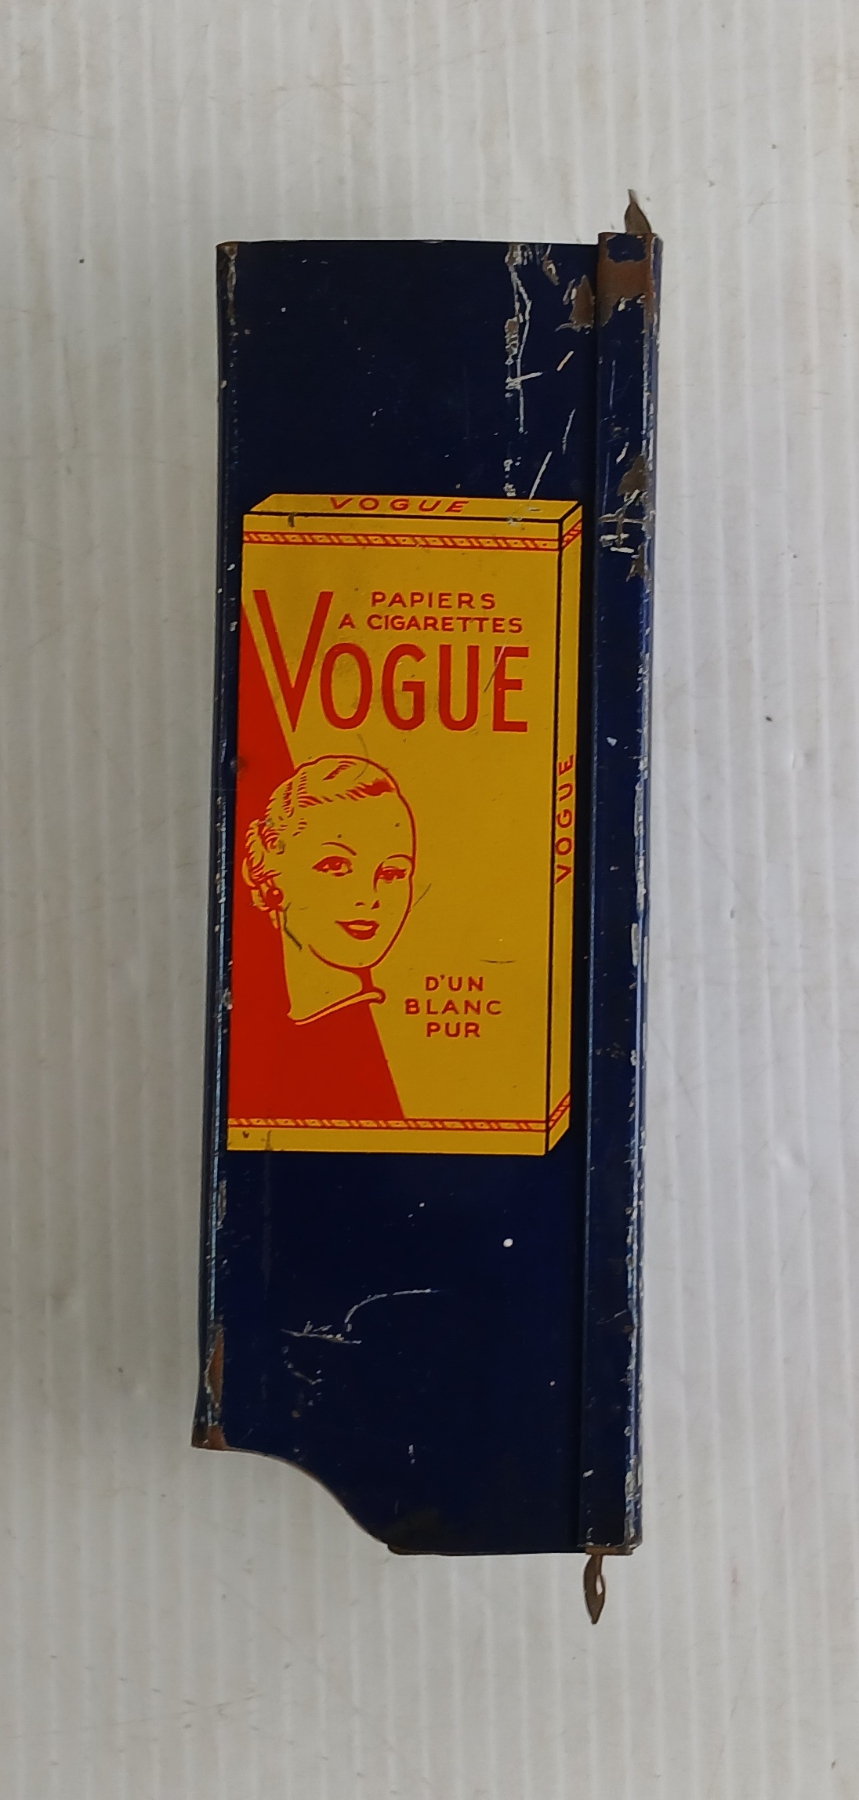 VOGUE
PAPIERS
A CIGARETTES
VOGUE
VOGUE
D'UN
BLANC
PUR